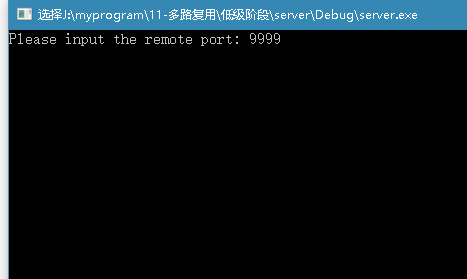 选择J:\myprogram\11-多路复用\低级阶段\server\Debug\server.exe
Please input the remote port: 9999